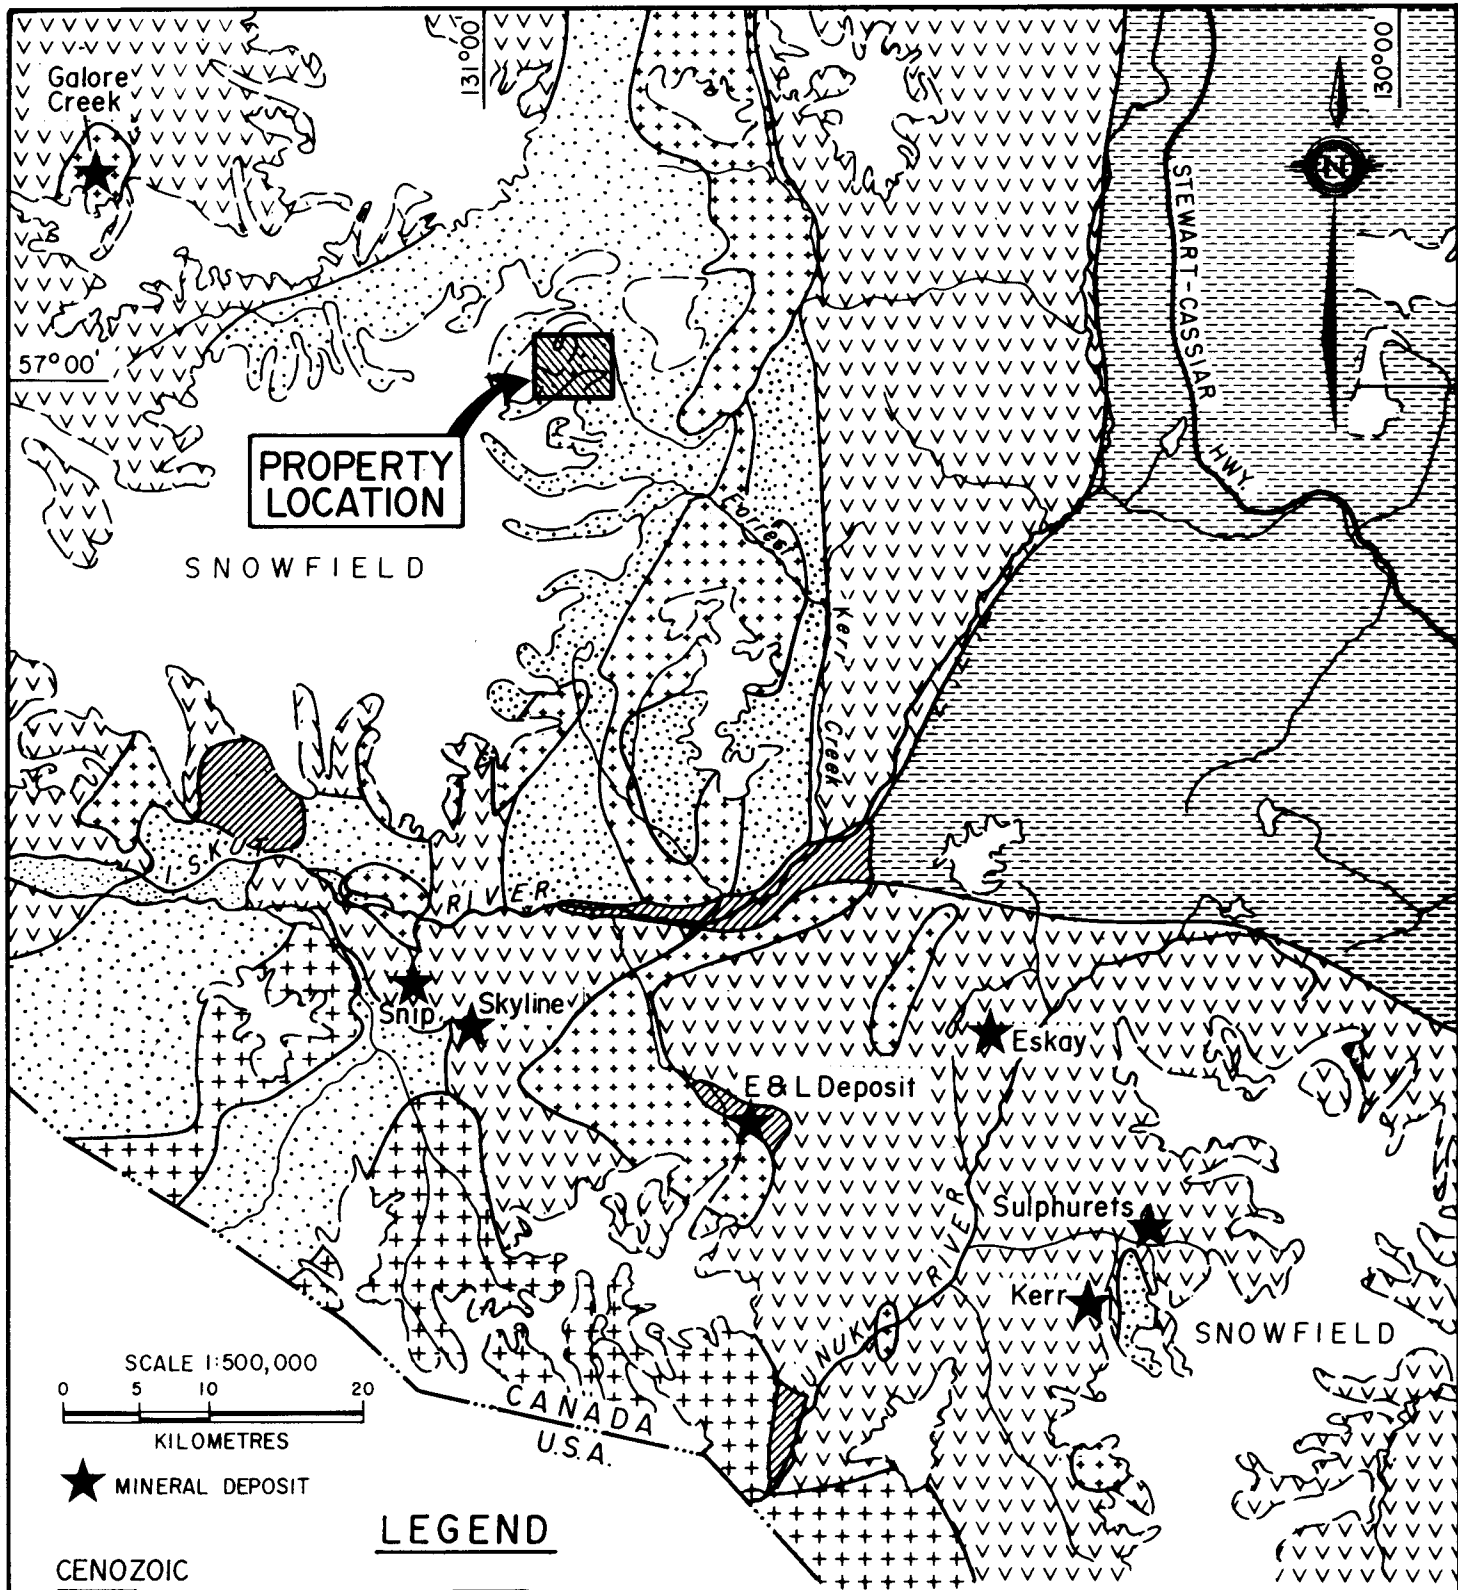 131°00'
130°00'
Galore
Creek
N
STEWART-CASSIAR
HWY
57°00'
PROPERTY
LOCATION
SNOWFIELD
Forrest
Kerr
Creek
ISKUT
RIVER
Snip
Skyline
Eskay
E & L Deposit
Sulphurets
Kerr
SNOWFIELD
UNUK
RIVER
SCALE 1:500,000
0 5 10 20
KILOMETRES
CANADA
U.S.A.
MINERAL DEPOSIT
LEGEND
CENOZOIC